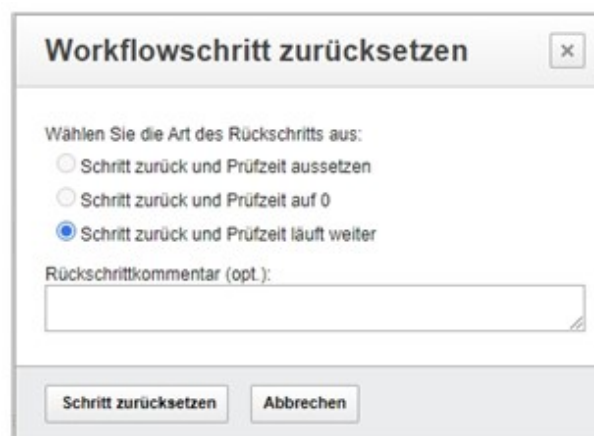 Workflowschritt zurücksetzen
Wählen Sie die Art des Rückschritts aus:
Schritt zurück und Prüfzeit aussetzen
Schritt zurück und Prüfzeit auf 0
Schritt zurück und Prüfzeit läuft weiter
Rückschrittkommentar (opt.):
Schritt zurücksetzen Abbrechen